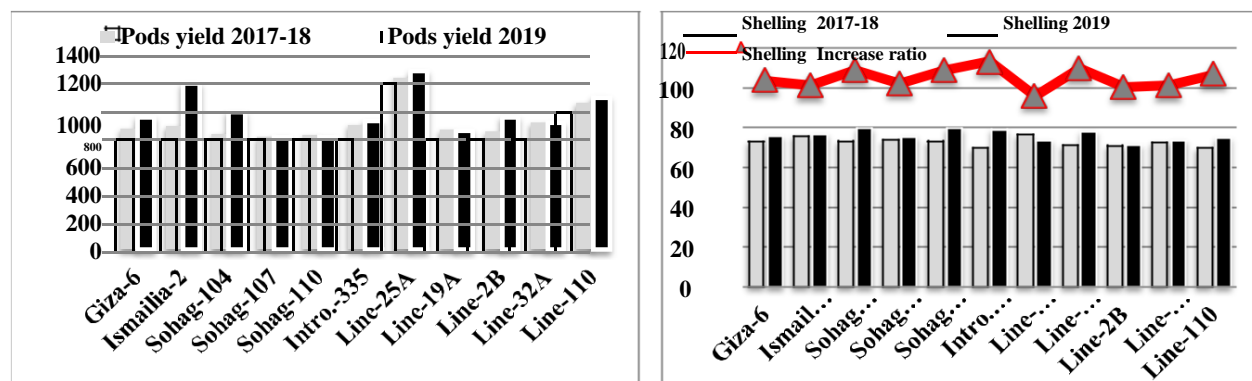 Pods yield 2017-18 Pods yield 2019
1400
1200
1000
800
600
400
200
0
Giza-6
Ismailia-2
Sohag-104
Sohag-107
Sohag-110
Intro-335
Line-25A
Line-19A
Line-2B
Line-32A
Line-110
Shelling 2017-18 Shelling 2019
Shelling Increase ratio
120
100
80
60
40
20
0
Giza-6
Ismail…
Sohag…
Sohag…
Sohag…
Intro…
Line-…
Line-…
Line-2B
Line-…
Line-110